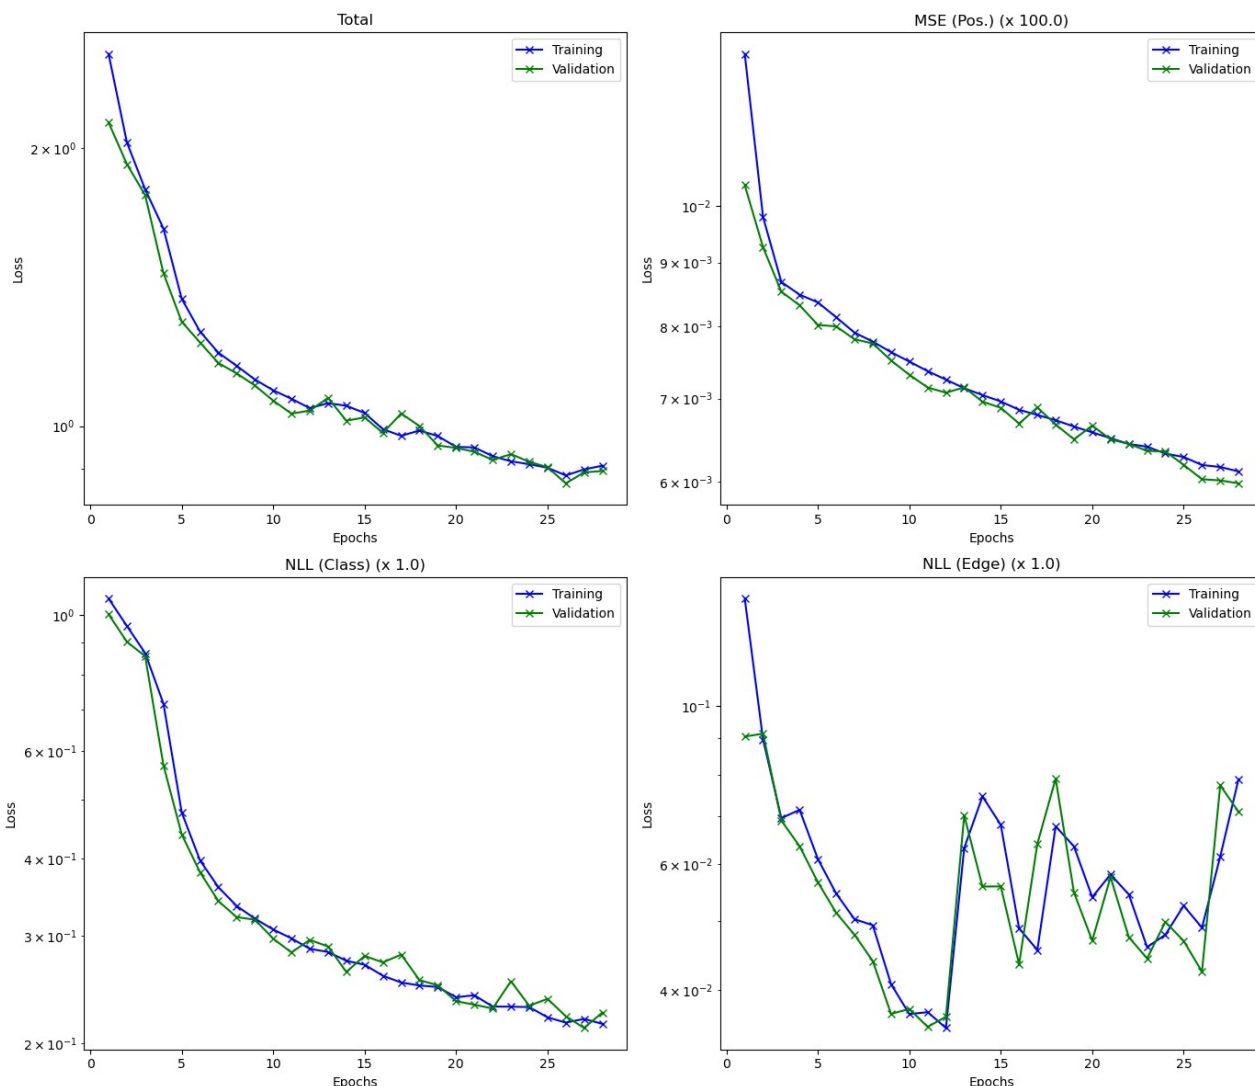 Total
2 × 10⁰
10⁰
Loss
0 5 10 15 20 25
Epochs
Training
Validation
MSE (Pos.) (x 100.0)
10⁻²
9 × 10⁻³
8 × 10⁻³
7 × 10⁻³
6 × 10⁻³
Loss
0 5 10 15 20 25
Epochs
Training
Validation
NLL (Class) (x 1.0)
10⁰
6 × 10⁻¹
4 × 10⁻¹
3 × 10⁻¹
2 × 10⁻¹
Loss
0 5 10 15 20 25
Epochs
Training
Validation
NLL (Edge) (x 1.0)
10⁻¹
6 × 10⁻²
4 × 10⁻²
Loss
0 5 10 15 20 25
Epochs
Training
Validation